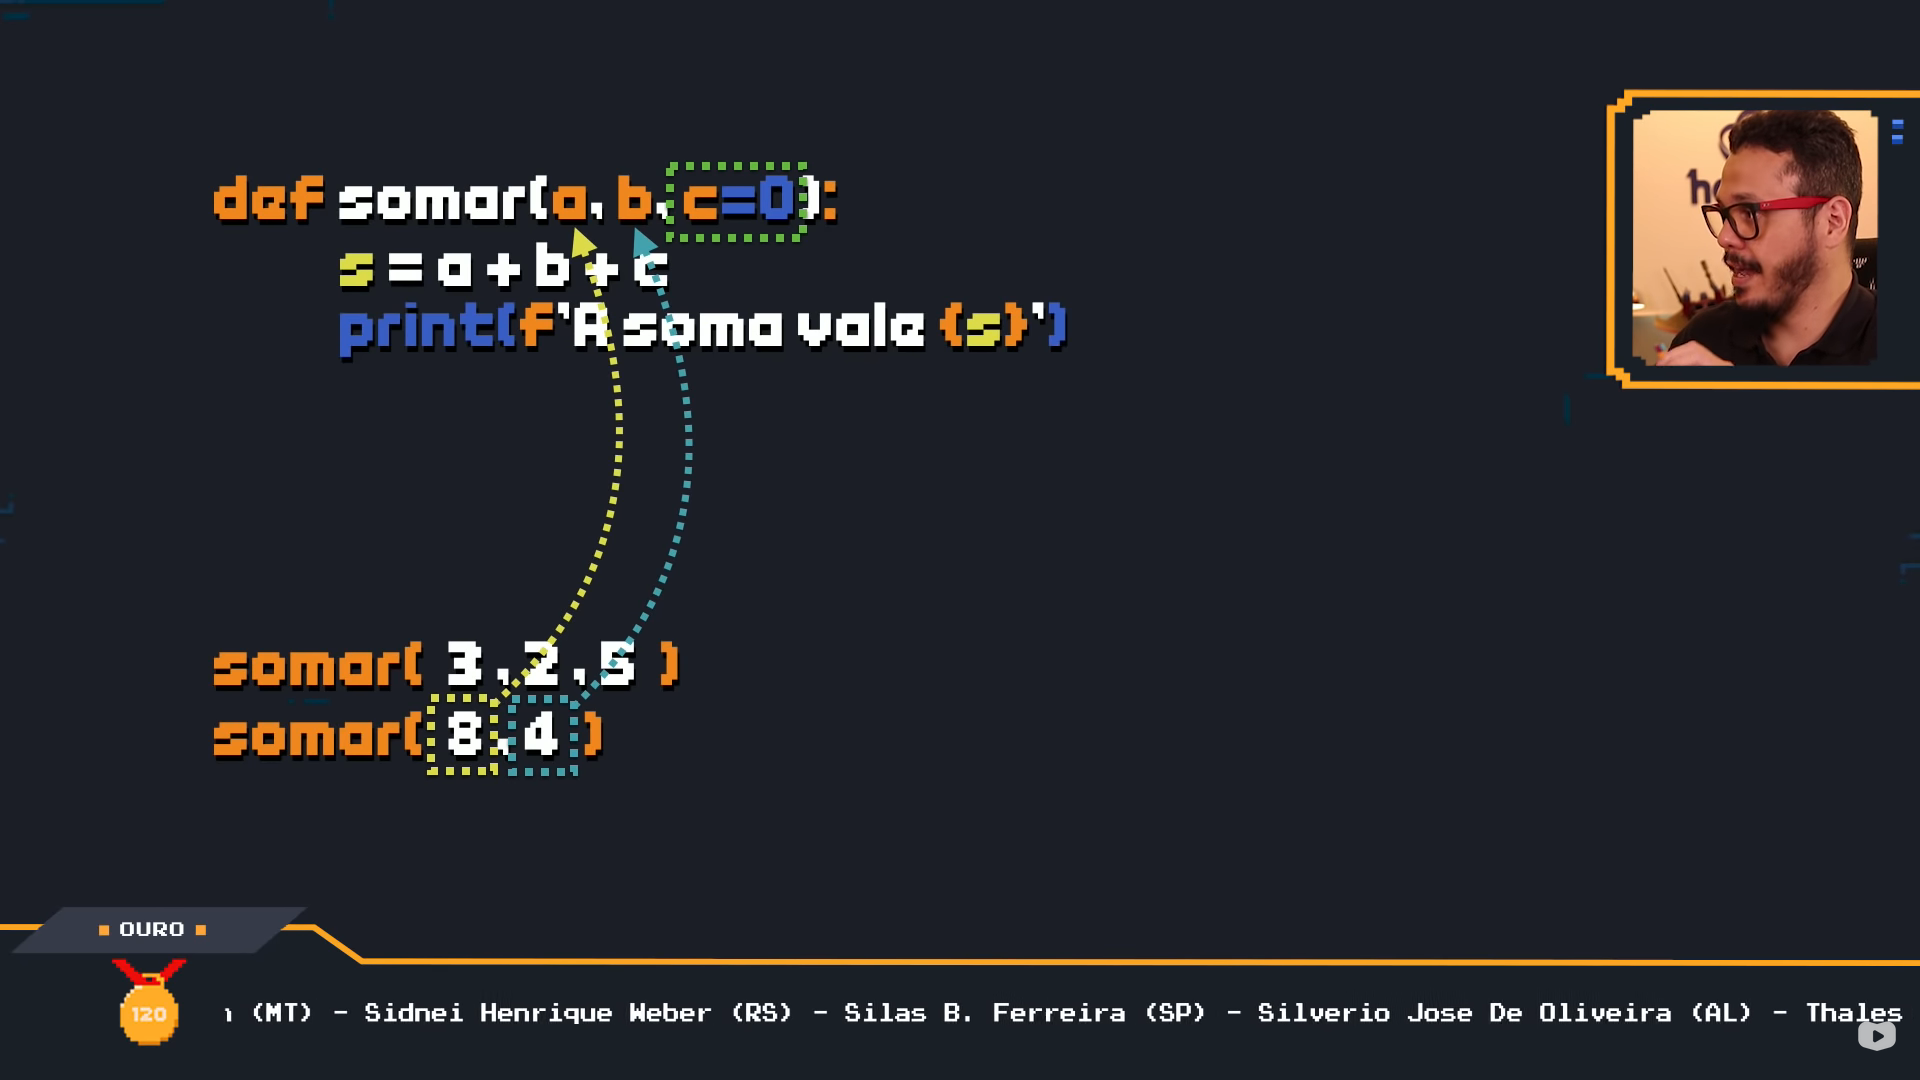 def somar(a, b, c=0):
s = a + b + c
print(f'A soma vale {s}')
somar( 3 , 2 , 5 )
somar( 8 , 4 )
OURO
120
(MT) - Sidnei Henrique Weber (RS) - Silas B. Ferreira (SP) - Silverio Jose De Oliveira (AL) - Thales